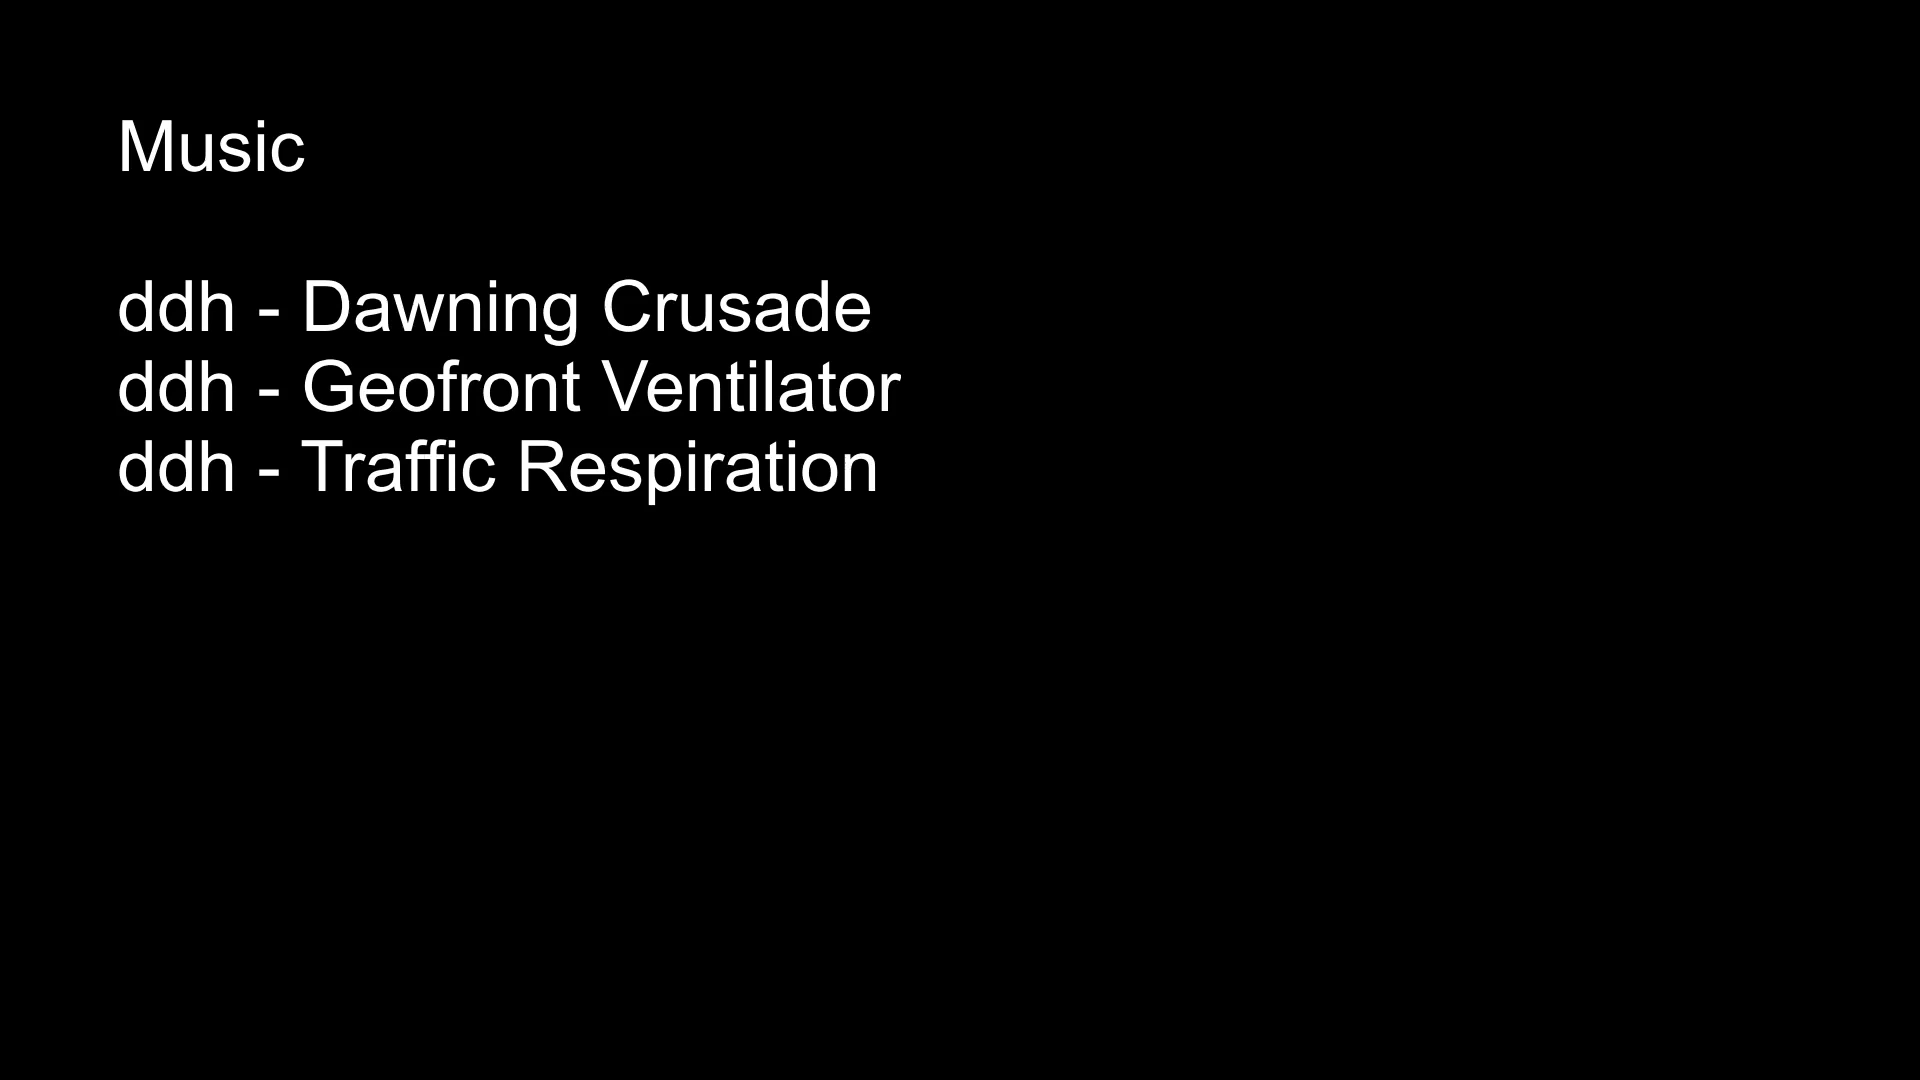 Music
ddh - Dawning Crusade
ddh - Geofront Ventilator
ddh - Traffic Respiration